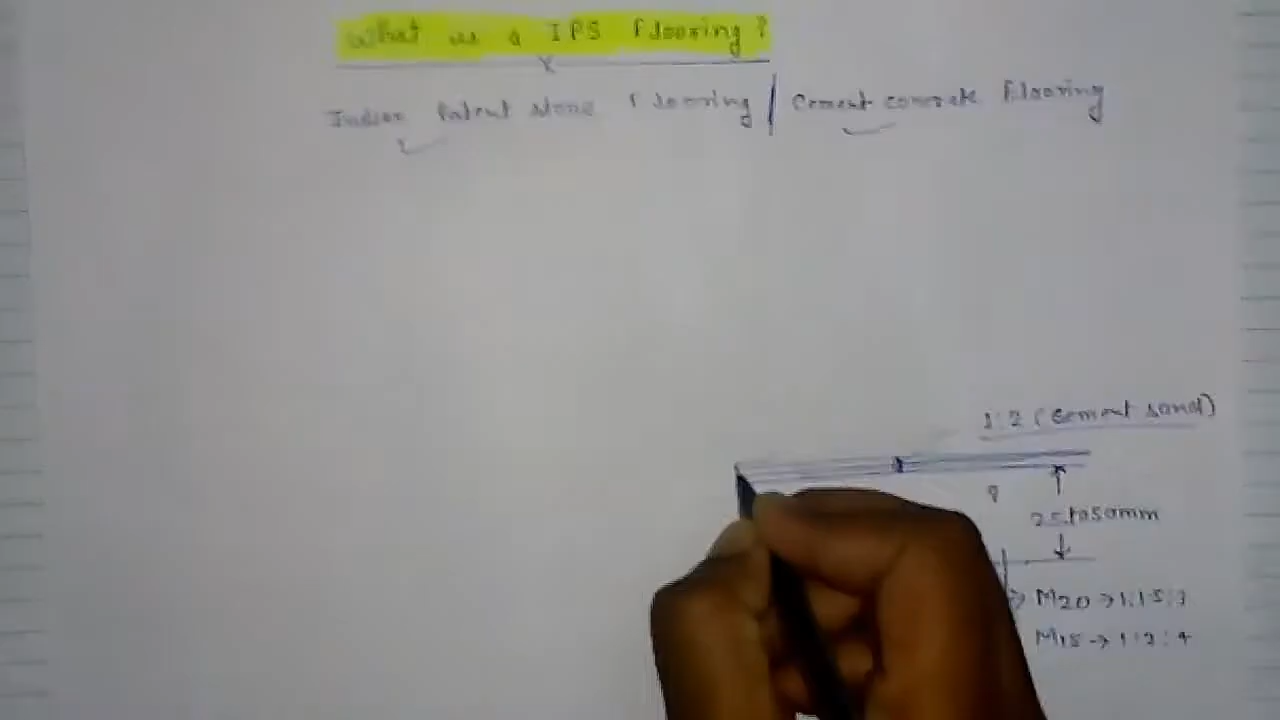 What is a IPS Flooring ?
Indian Patent stone Flooring / Cement concrete Flooring
1:2 (Cement sand)
25 to 50mm
M20 → 1:1.5:3
M15 → 1:2:4